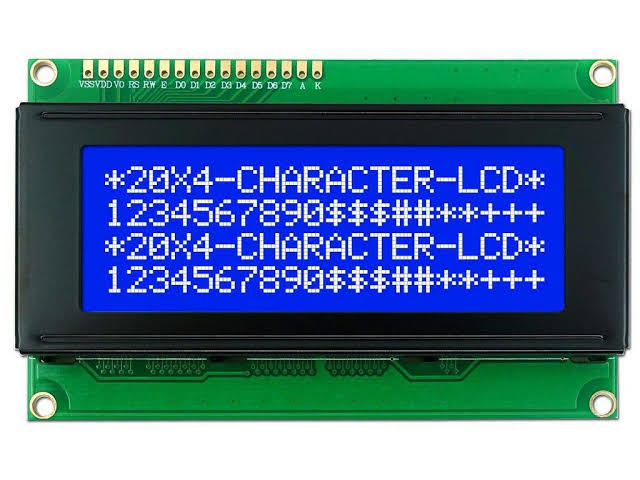 VSS VDD VO RS RW E D0 D1 D2 D3 D4 D5 D6 D7 A K
*20X4-CHARACTER-LCD*
1234567890$$$##**+++
*20X4-CHARACTER-LCD*
1234567890$$$##**+++